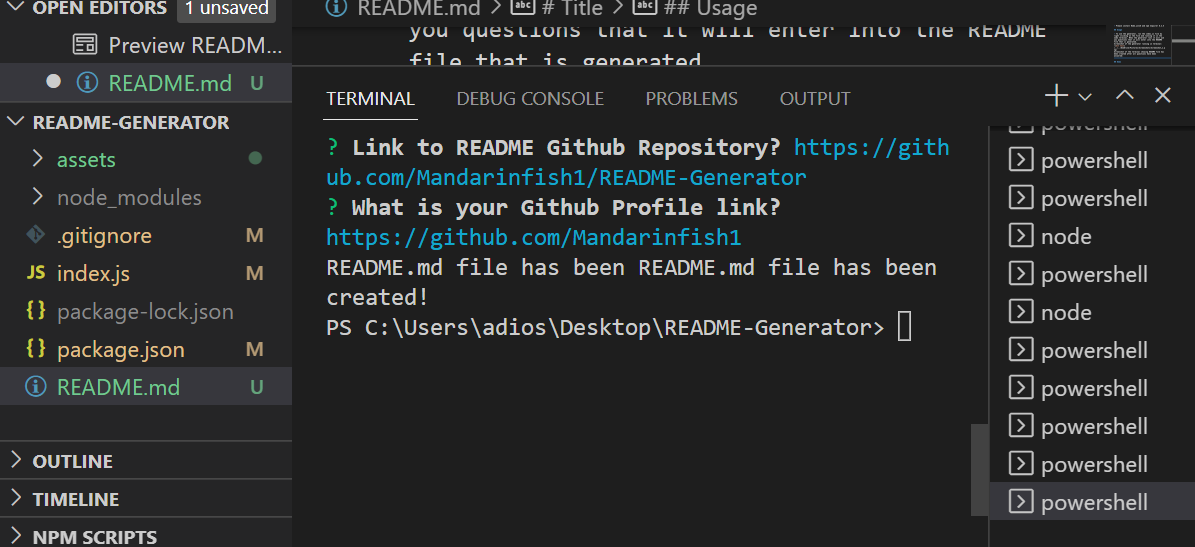 OPEN EDITORS 1 unsaved
Preview READM...
README.md U
README-GENERATOR
assets
node_modules
.gitignore M
JS index.js M
{} package-lock.json
{} package.json M
README.md U
OUTLINE
TIMELINE
NPM SCRIPTS
README.md > abc # Title > abc ## Usage
you questions that it will enter into the README
file that is generated
TERMINAL DEBUG CONSOLE PROBLEMS OUTPUT
? Link to README Github Repository? https://gith
ub.com/Mandarinfish1/README-Generator
? What is your Github Profile link?
https://github.com/Mandarinfish1
README.md file has been README.md file has been
created!
PS C:\Users\adios\Desktop\README-Generator>
powershell
powershell
powershell
node
powershell
node
powershell
powershell
powershell
powershell
powershell